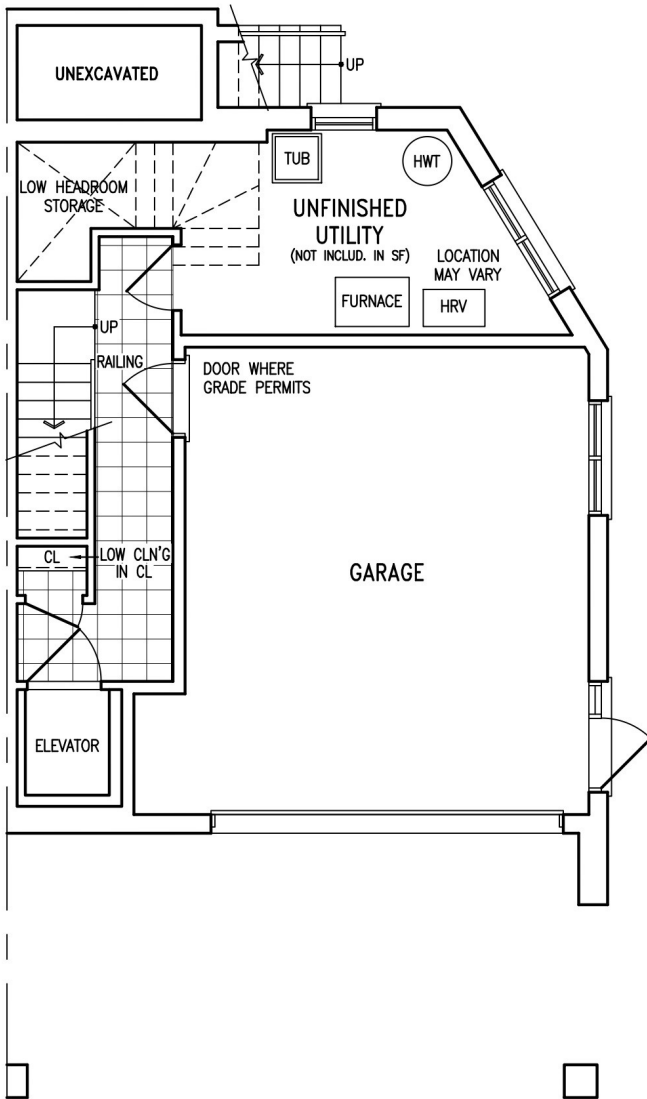 UNEXCAVATED
UP
TUB
HWT
LOW HEADROOM
STORAGE
UNFINISHED
UTILITY
(NOT INCLUD. IN SF)
LOCATION
MAY VARY
FURNACE
HRV
UP
RAILING
DOOR WHERE
GRADE PERMITS
CL
LOW CLN'G
IN CL
GARAGE
ELEVATOR